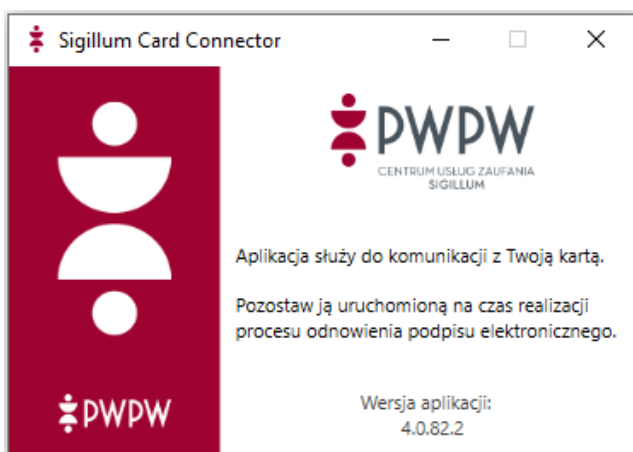 Sigillum Card Connector
PWPW
CENTRUM USŁUG ZAUFANIA
SIGILLUM
Aplikacja służy do komunikacji z Twoją kartą.
Pozostaw ją uruchomioną na czas realizacji
procesu odnowienia podpisu elektronicznego.
Wersja aplikacji:
4.0.82.2
PWPW